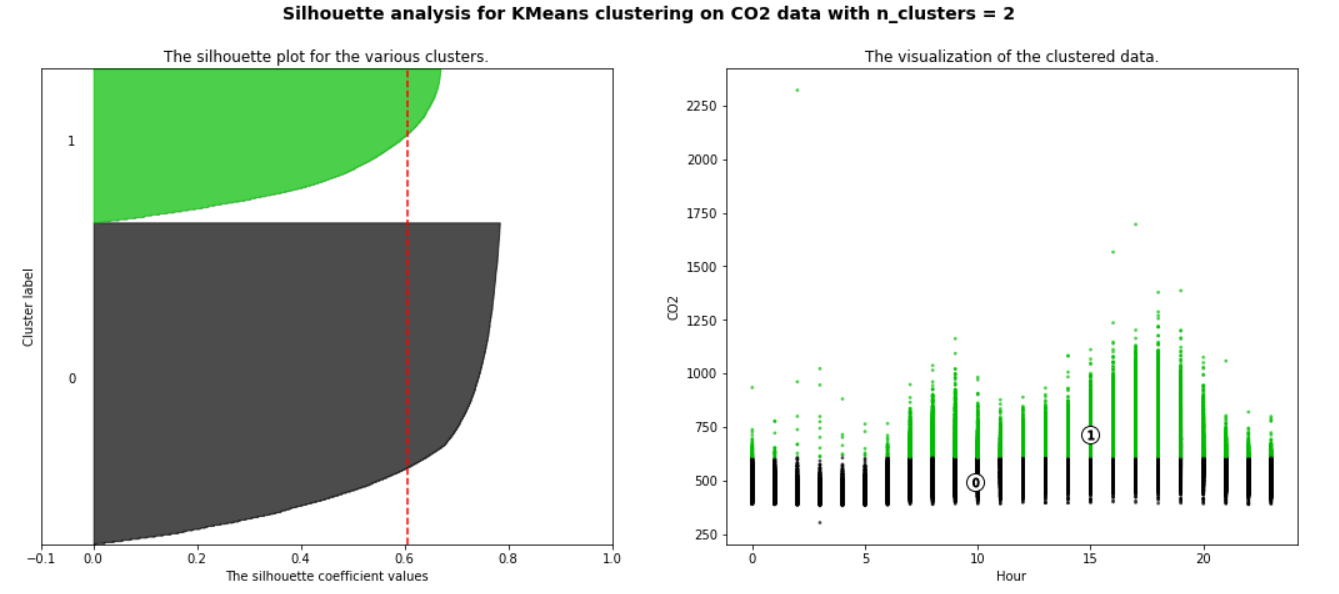 Silhouette analysis for KMeans clustering on CO2 data with n_clusters = 2
The silhouette plot for the various clusters.
Cluster label
1
0
−0.1 0.0 0.2 0.4 0.6 0.8 1.0
The silhouette coefficient values
The visualization of the clustered data.
CO2
2250
2000
1750
1500
1250
1000
750
500
250
1
0
0 5 10 15 20
Hour